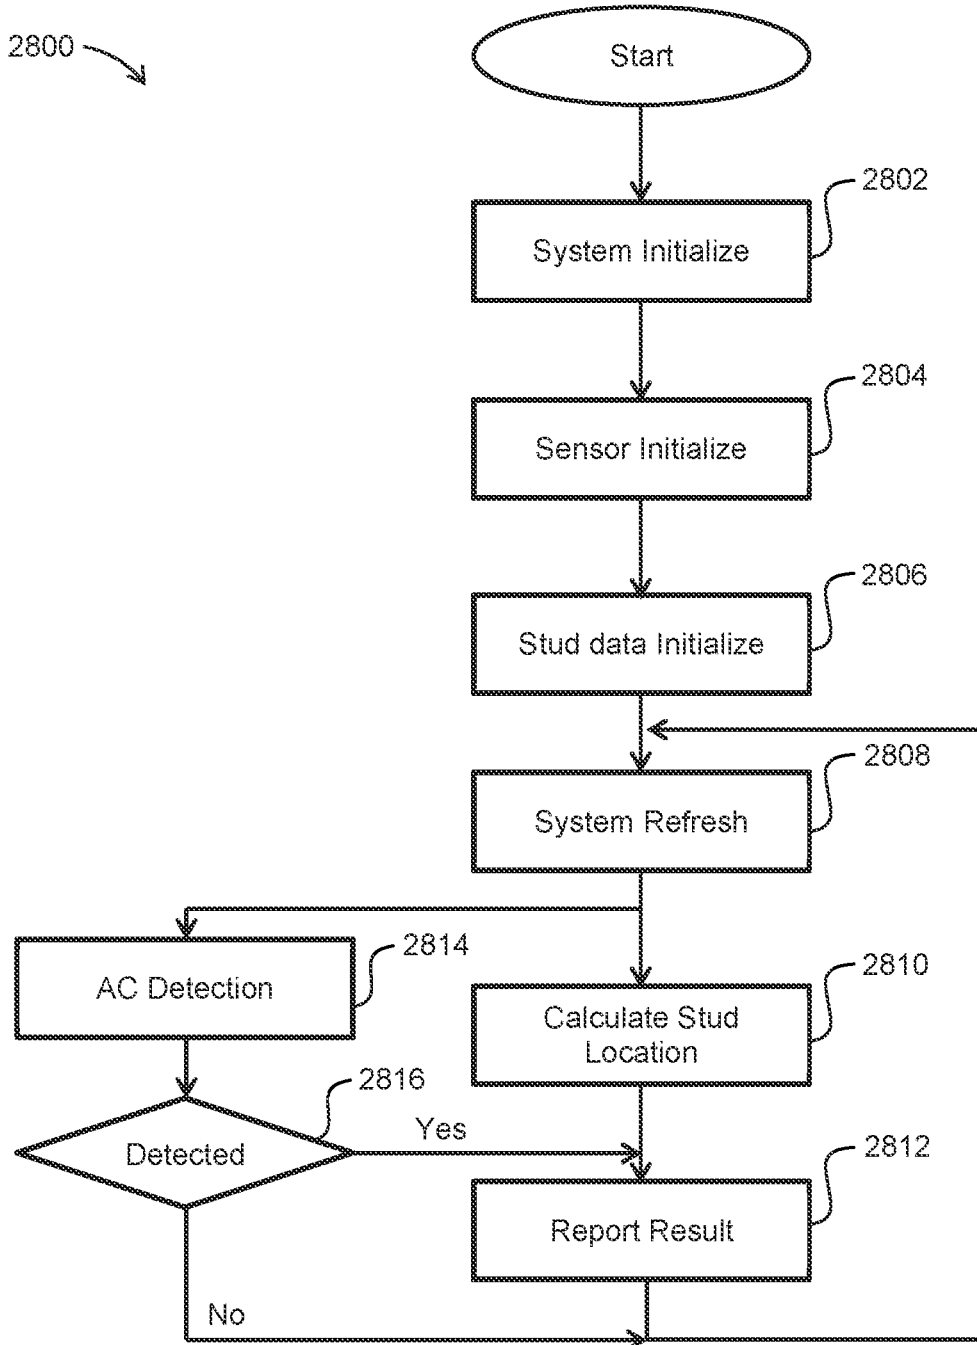 2800
Start
2802
System Initialize
2804
Sensor Initialize
2806
Stud data Initialize
2808
System Refresh
2814
AC Detection
2810
Calculate Stud
Location
2816
Detected
Yes
2812
Report Result
No